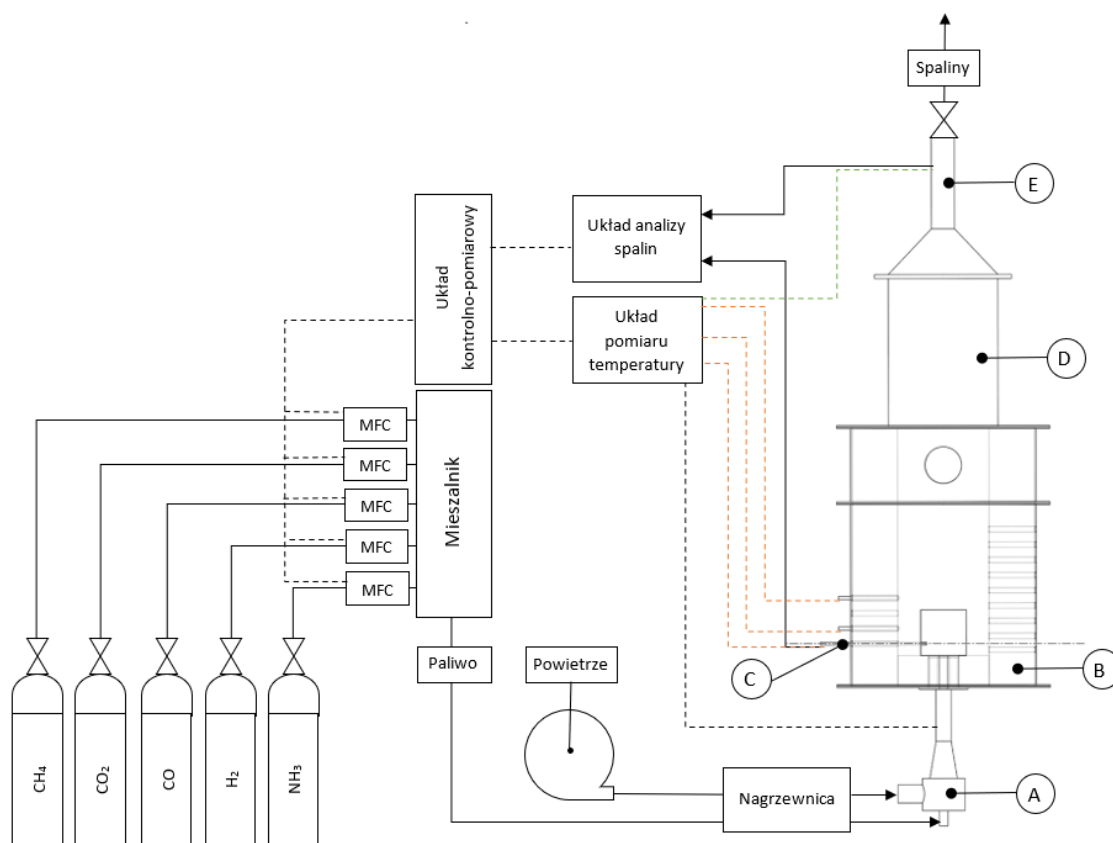 Spaliny
E
Układ analizy
spalin
Układ
kontrolno-pomiarowy
Układ
pomiaru
temperatury
D
MFC
MFC
MFC
MFC
MFC
Mieszalnik
Paliwo
Powietrze
C
B
CH₄
CO₂
CO
H₂
NH₃
Nagrzewnica
A